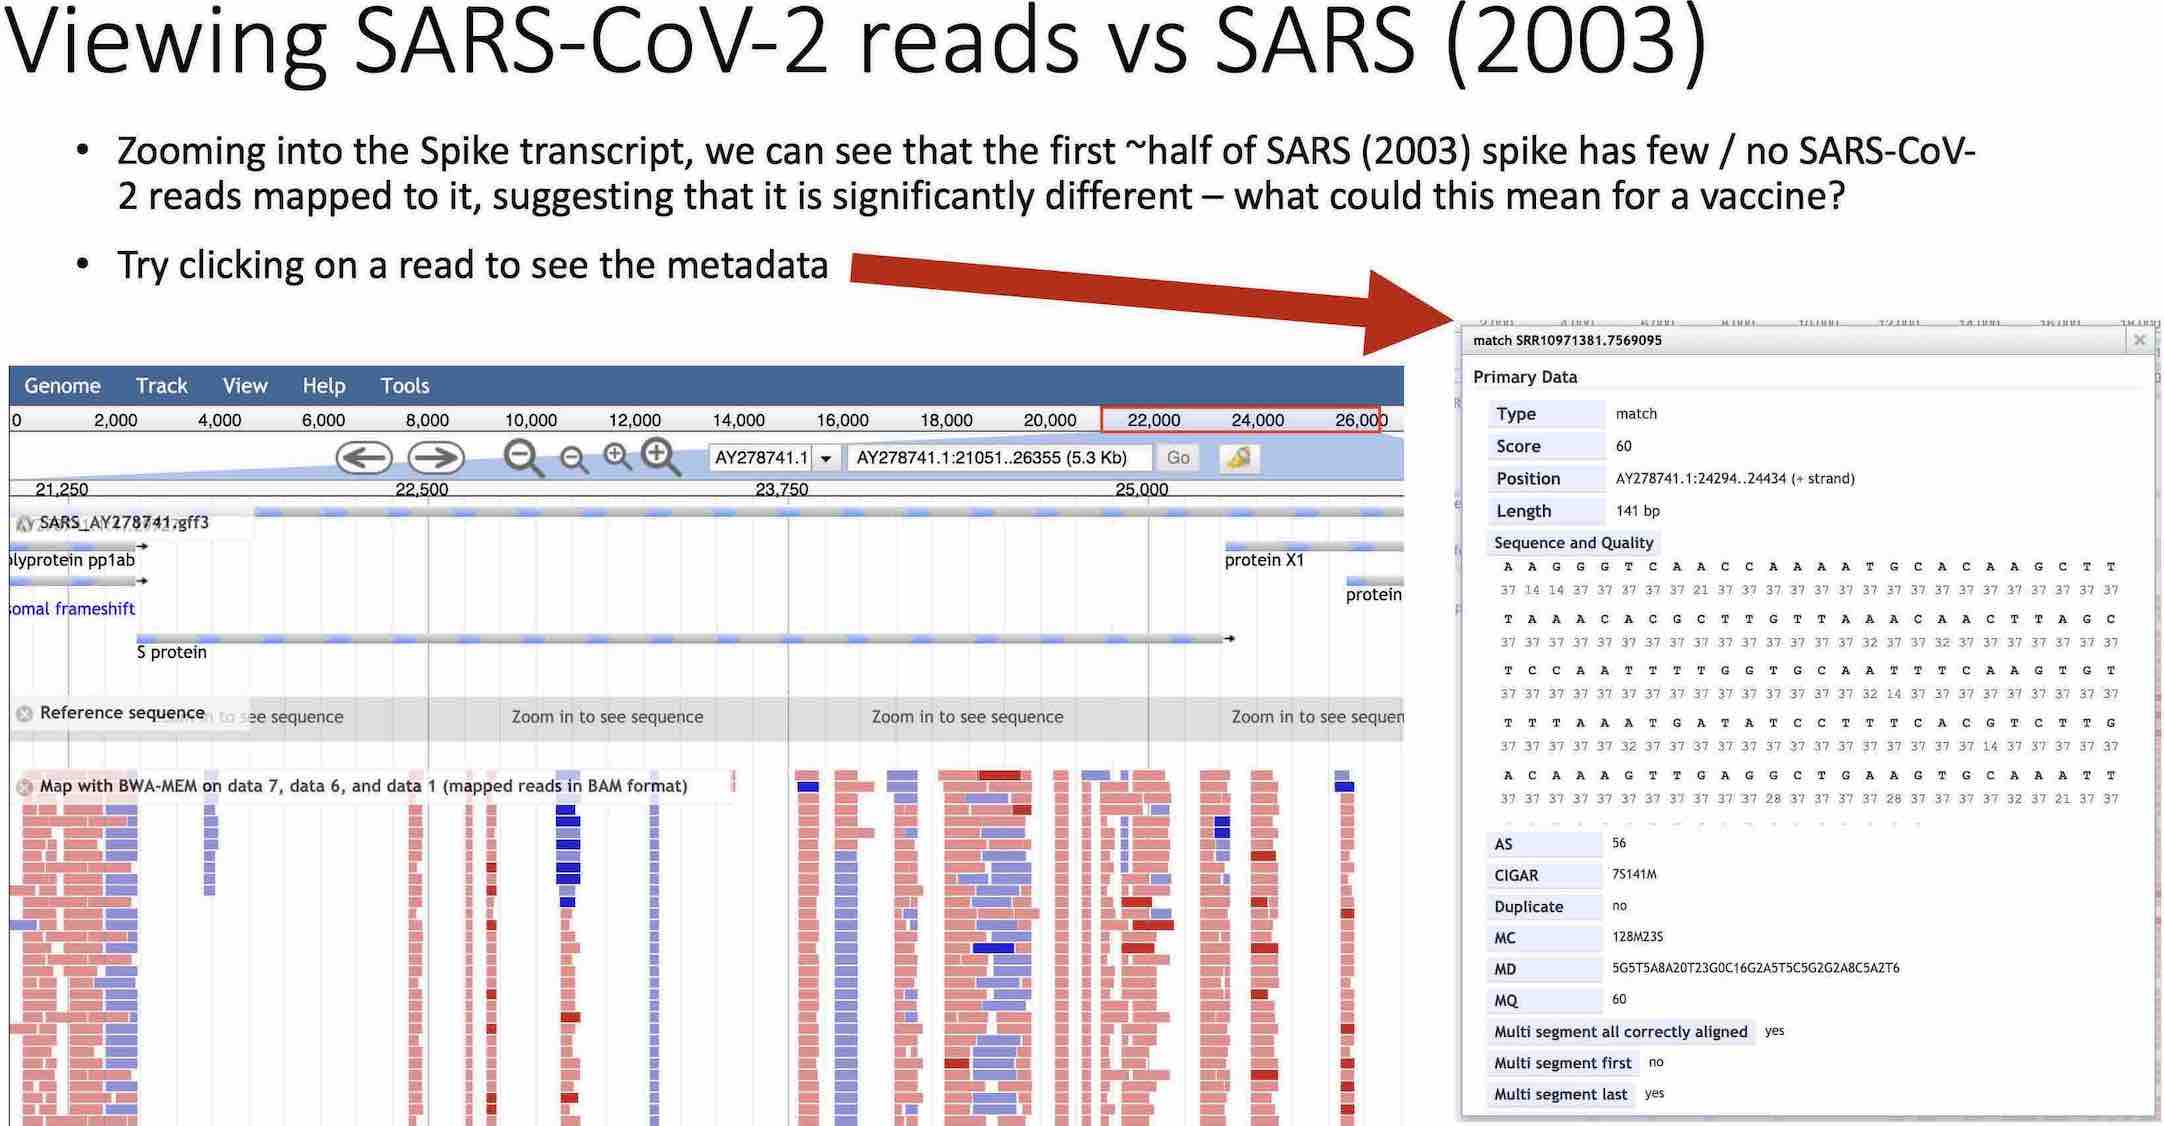 Viewing SARS-CoV-2 reads vs SARS (2003)
• Zooming into the Spike transcript, we can see that the first ~half of SARS (2003) spike has few / no SARS-CoV-
2 reads mapped to it, suggesting that it is significantly different – what could this mean for a vaccine?
• Try clicking on a read to see the metadata
Genome Track View Help Tools
0 2,000 4,000 6,000 8,000 10,000 12,000 14,000 16,000 18,000 20,000 22,000 24,000 26,000
AY278741.1 AY278741.1:21051..26355 (5.3 Kb) Go
21,250 22,500 23,750 25,000
SARS_AY278741.gff3
olyprotein pp1ab protein X1
protein
somal frameshift
S protein
Reference sequence to see sequence Zoom in to see sequence Zoom in to see sequence Zoom in to see sequen
Map with BWA-MEM on data 7, data 6, and data 1 (mapped reads in BAM format)
match SRR10971381.7569095
Primary Data
Type match
Score 60
Position AY278741.1:24294..24434 (+ strand)
Length 141 bp
Sequence and Quality
A A G G G T C A A C C A A A A T G C A C A A G C T T
37 14 14 37 37 37 37 37 21 37 37 37 37 37 37 37 37 37 37 37 37 37 37 37 37 37
T A A A C A C G C T T G T T A A A C A A C T T A G C
37 37 37 37 37 37 37 37 37 37 37 37 37 37 37 32 37 37 32 37 37 37 37 37 37 37
T C C A A T T T T G G T G C A A T T T C A A G T G T
37 37 37 37 37 37 37 37 37 37 37 37 37 37 37 32 14 37 37 37 37 37 37 37 37 37
T T T A A A T G A T A T C C T T T C A C G T C T T G
37 37 37 37 37 32 37 37 37 37 37 37 37 37 37 37 37 37 37 37 14 37 37 37 37 37
A C A A A G T T G A G G C T G A A G T G C A A A T T
37 37 37 37 37 37 37 37 37 37 37 28 37 37 37 37 28 37 37 37 37 32 37 21 37 37
AS 56
CIGAR 7S141M
Duplicate no
MC 128M23S
MD 5G5T5A8A20T23G0C16G2A5T5C5G2G2A8C5A2T6
MQ 60
Multi segment all correctly aligned yes
Multi segment first no
Multi segment last yes